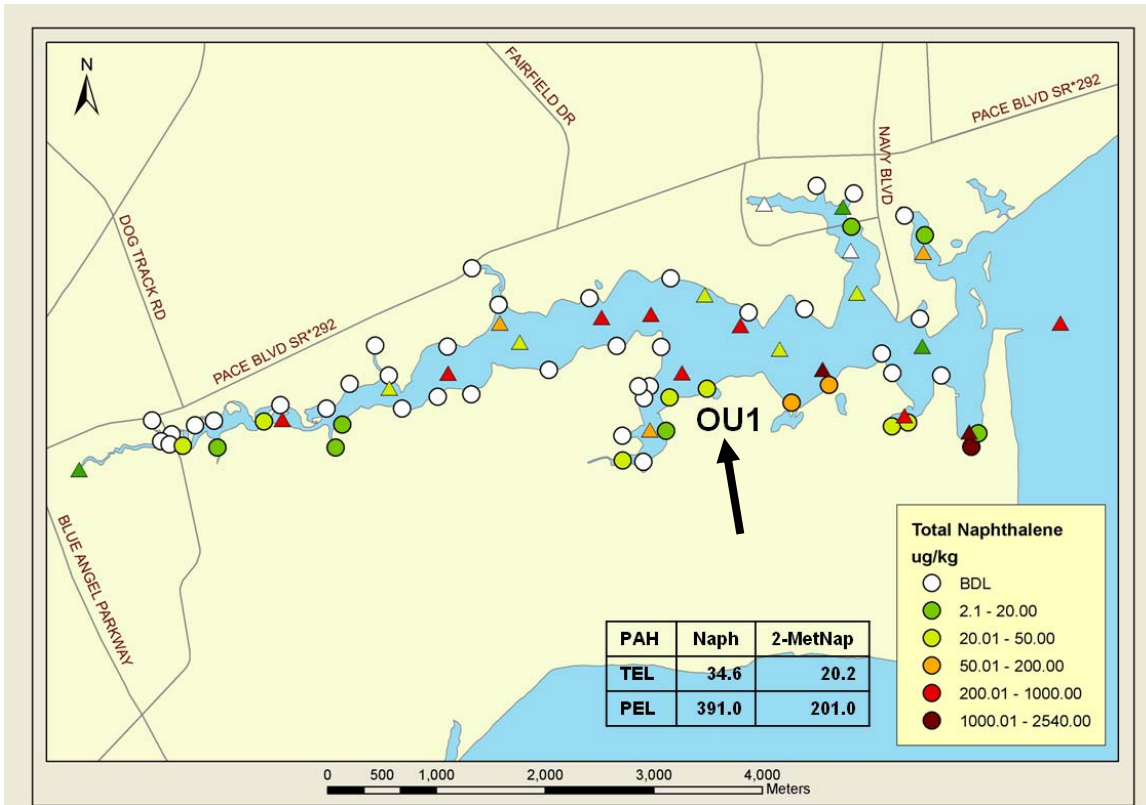 N
FAIRFIELD DR
PACE BLVD SR*292
NAVY BLVD
DOG TRACK RD
PACE BLVD SR*292
BLUE ANGEL PARKWAY
OU1
Total Naphthalene
ug/kg
BDL
2.1 - 20.00
20.01 - 50.00
50.01 - 200.00
200.01 - 1000.00
1000.01 - 2540.00
PAH Naph 2-MetNap
TEL 34.6 20.2
PEL 391.0 201.0
0 500 1,000 2,000 3,000 4,000
Meters